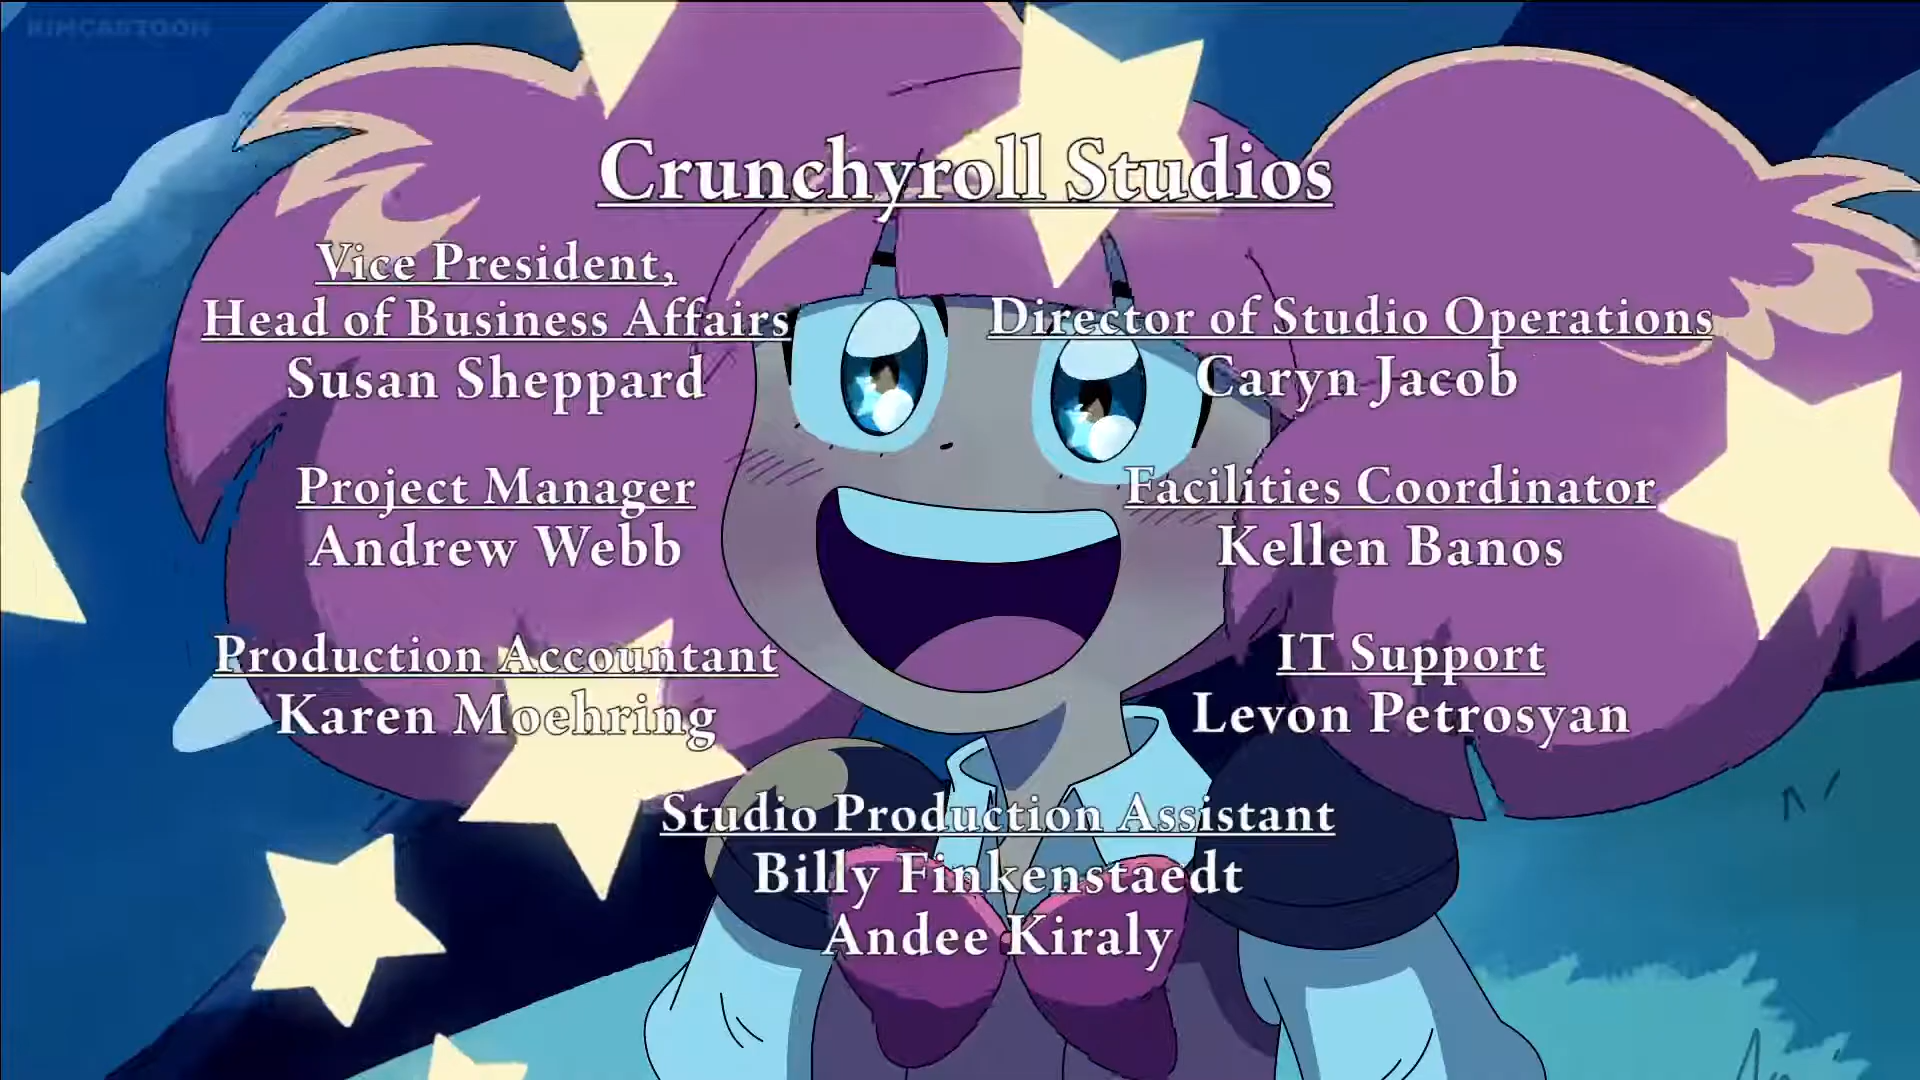 KIMCARTOON
Crunchyroll Studios
Vice President,
Head of Business Affairs
Susan Sheppard
Director of Studio Operations
Caryn Jacob
Project Manager
Andrew Webb
Facilities Coordinator
Kellen Banos
Production Accountant
Karen Moehring
IT Support
Levon Petrosyan
Studio Production Assistant
Billy Finkenstaedt
Andee Kiraly